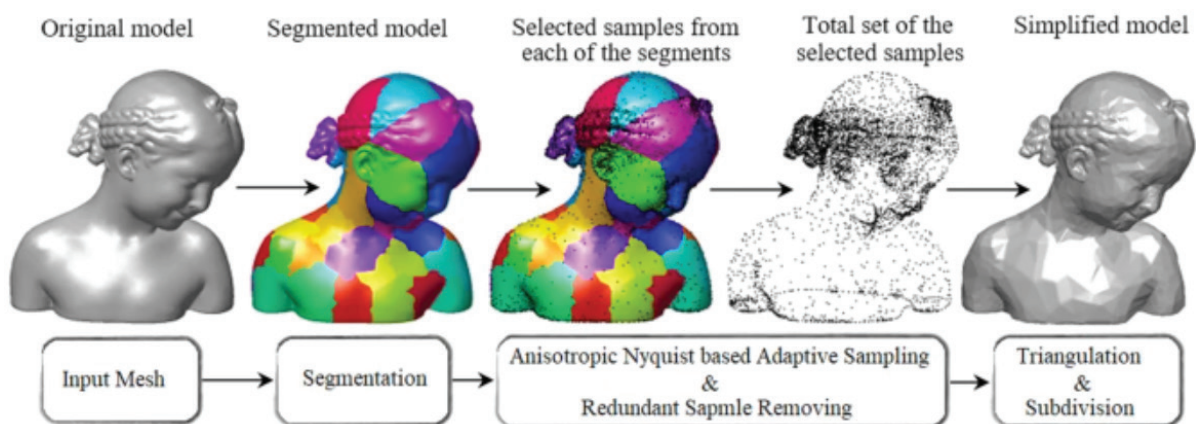 Original model
Segmented model
Selected samples from
each of the segments
Total set of the
selected samples
Simplified model
Input Mesh
Segmentation
Anisotropic Nyquist based Adaptive Sampling
&
Redundant Sapmle Removing
Triangulation
&
Subdivision